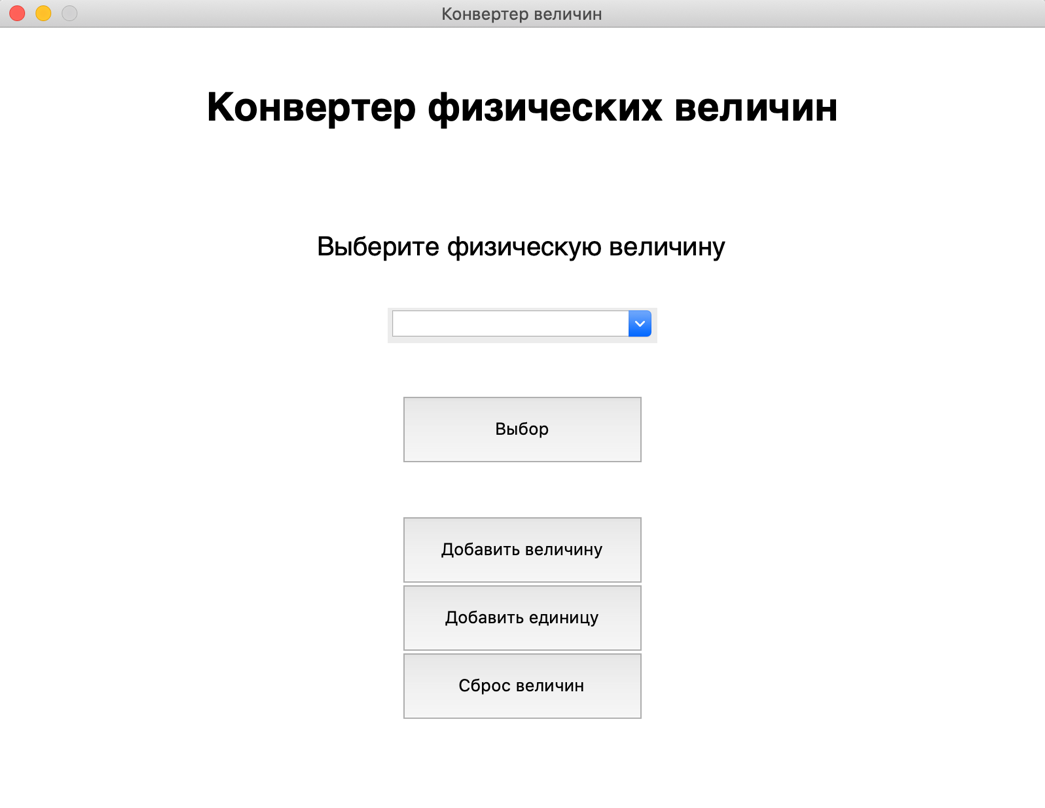 Конвертер величин
Конвертер физических величин
Выберите физическую величину
Выбор
Добавить величину
Добавить единицу
Сброс величин